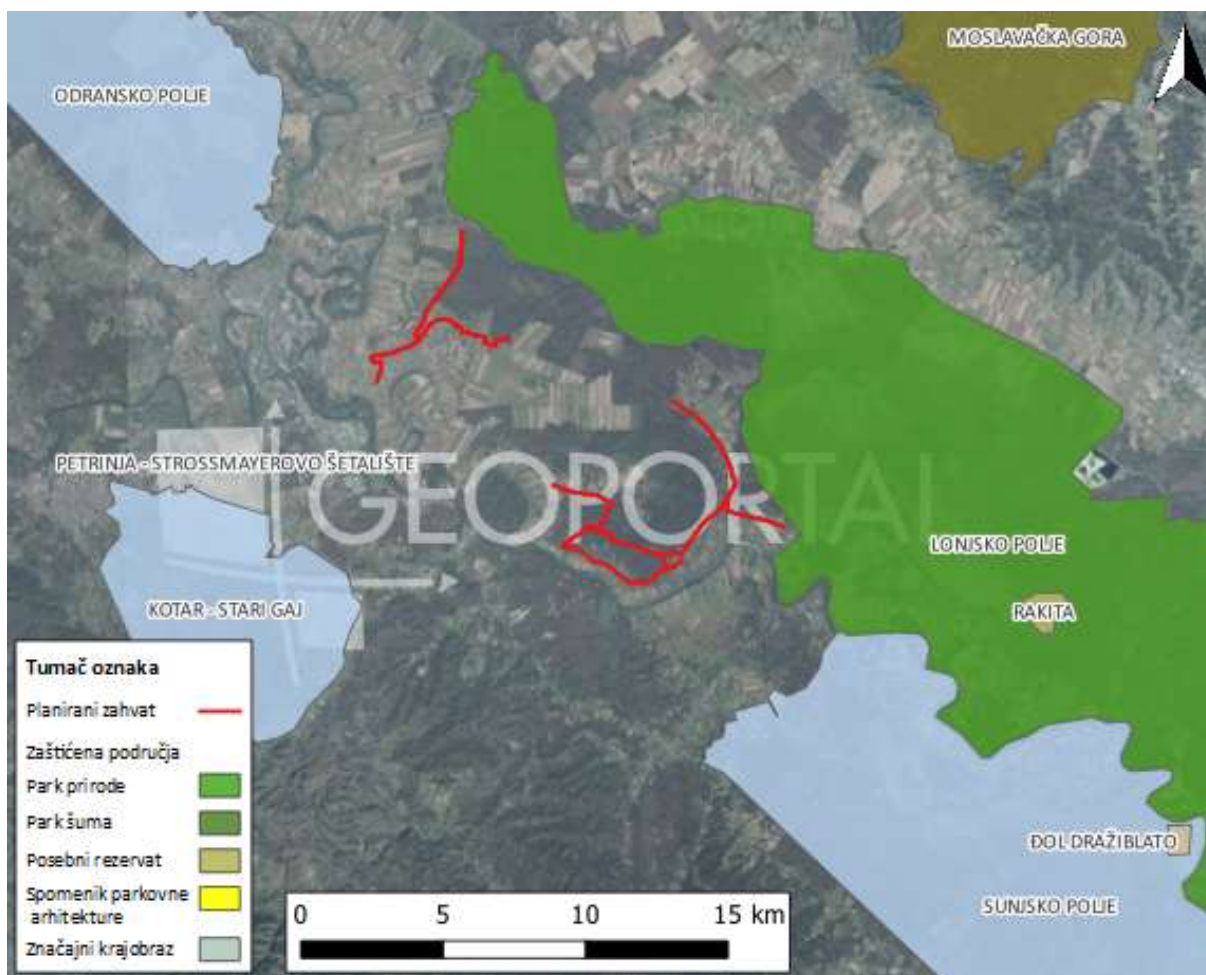 MOSLAVAČKA GORA
ODRANSKO POLJE
PETRINJA - STROSSMAYEROVO ŠETALIŠTE
GEOPORTAL
LONJSKO POLJE
KOTAR - STARI GAJ
RAKITA
ĐOL DRAŽIBLATO
SUNJSKO POLJE
Tumač oznaka
Planirani zahvat
Zaštićena područja
Park prirode
Park šuma
Posebni rezervat
Spomenik parkovne
arhitekture
Značajni krajobraz
0 5 10 15 km